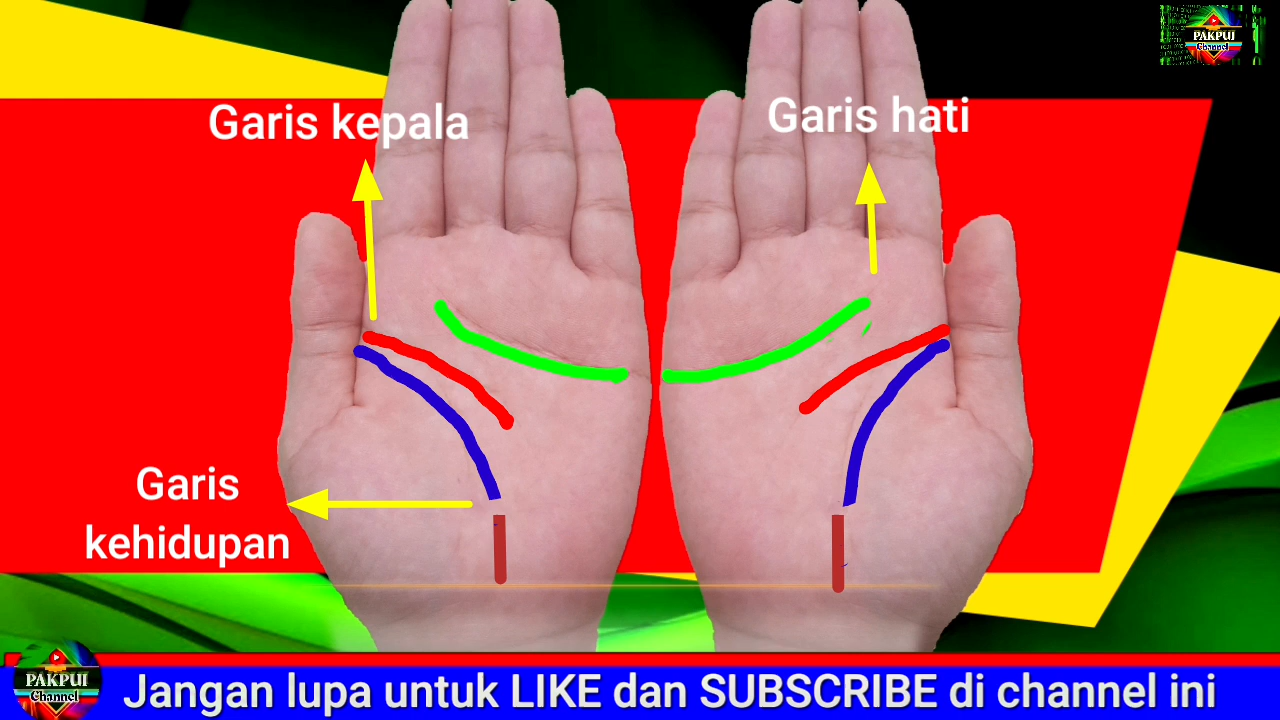 PAKPUI
Channel
Garis kepala
Garis hati
Garis
kehidupan
PAKPUI
Channel
Jangan lupa untuk LIKE dan SUBSCRIBE di channel ini